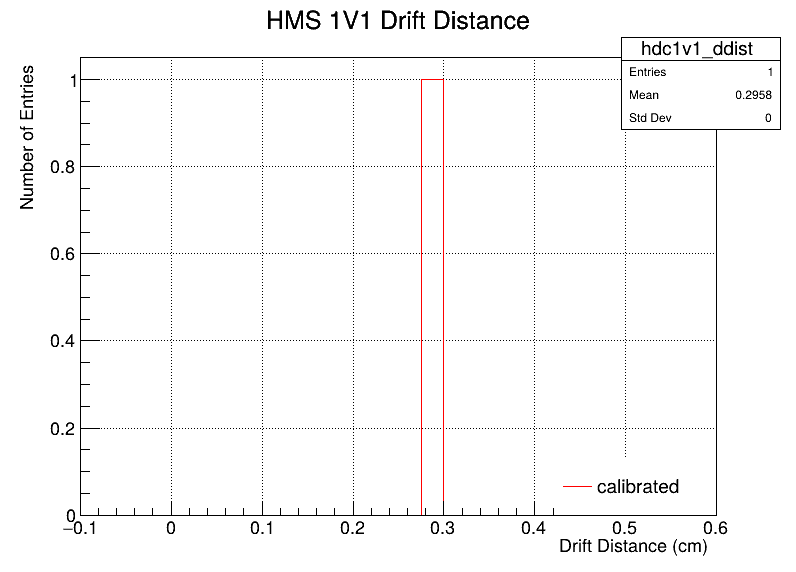 HMS 1V1 Drift Distance
hdc1v1_ddist
Entries 1
Mean 0.2958
Std Dev 0
Number of Entries
1
0.8
0.6
0.4
0.2
0
calibrated
−0.1 0 0.1 0.2 0.3 0.4 0.5 0.6
Drift Distance (cm)